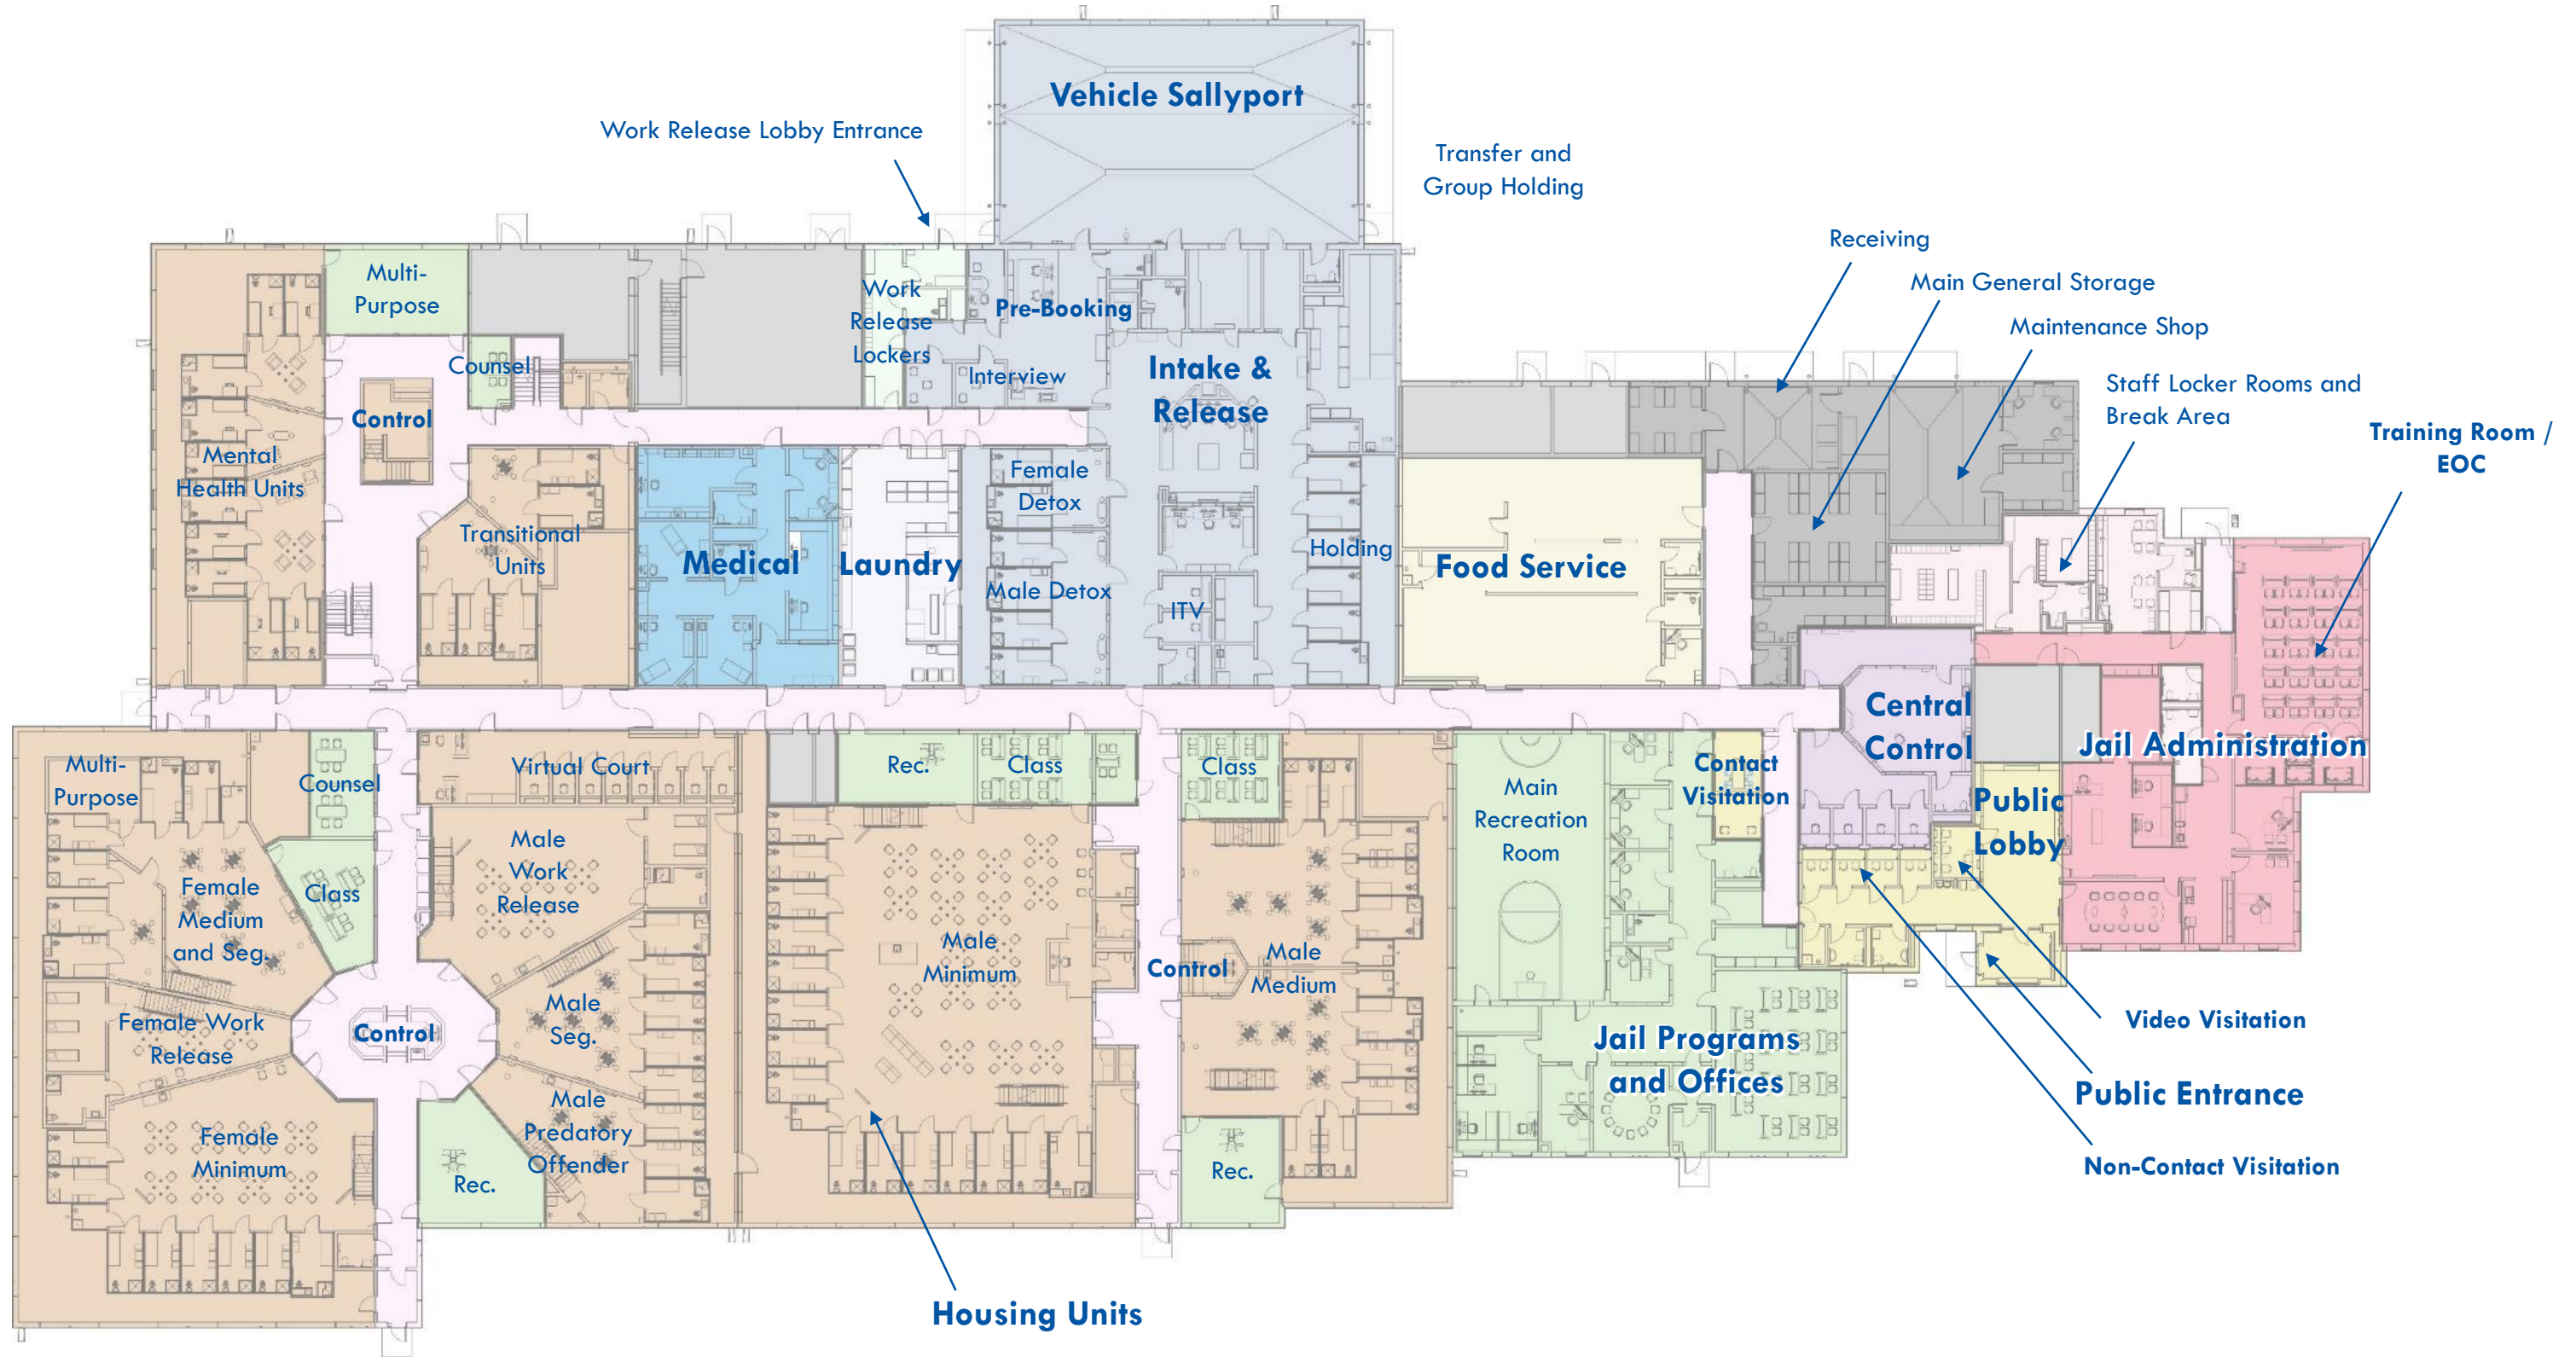 Vehicle Sallyport
Work Release Lobby Entrance
Transfer and
Group Holding
Receiving
Main General Storage
Maintenance Shop
Staff Locker Rooms and
Break Area
Training Room /
EOC
Multi-
Purpose
Work
Release
Lockers
Pre-Booking
Interview
Intake &
Release
Counsel
Control
Mental
Health Units
Transitional
Units
Medical
Laundry
Female
Detox
Male Detox
ITV
Holding
Food Service
Central
Control
Jail Administration
Public
Lobby
Multi-
Purpose
Counsel
Virtual Court
Rec.
Class
Class
Main
Recreation
Room
Contact
Visitation
Female
Medium
and Seg.
Class
Male
Work
Release
Male
Minimum
Control
Male
Medium
Female Work
Release
Control
Male
Seg.
Jail Programs
and Offices
Video Visitation
Public Entrance
Non-Contact Visitation
Female
Minimum
Rec.
Male
Predatory
Offender
Rec.
Housing Units